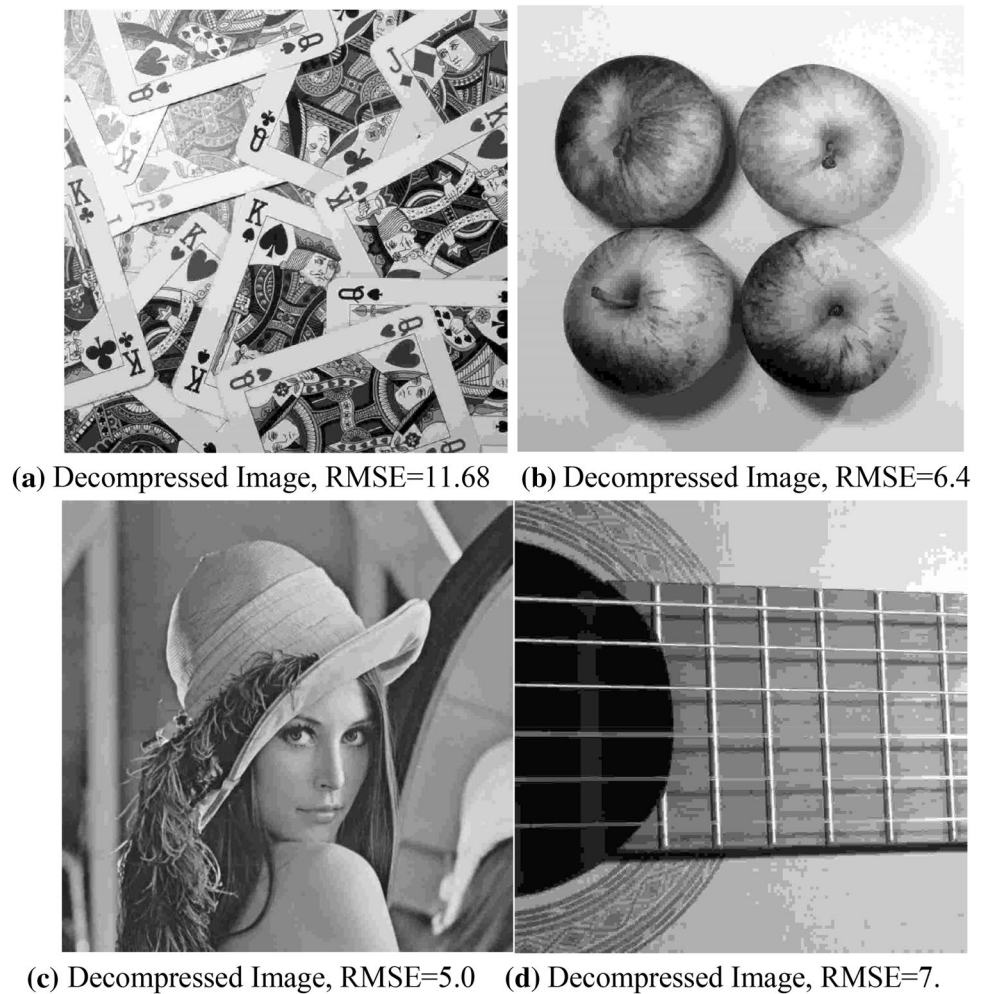 (a) Decompressed Image, RMSE=11.68
(b) Decompressed Image, RMSE=6.4
(c) Decompressed Image, RMSE=5.0
(d) Decompressed Image, RMSE=7.